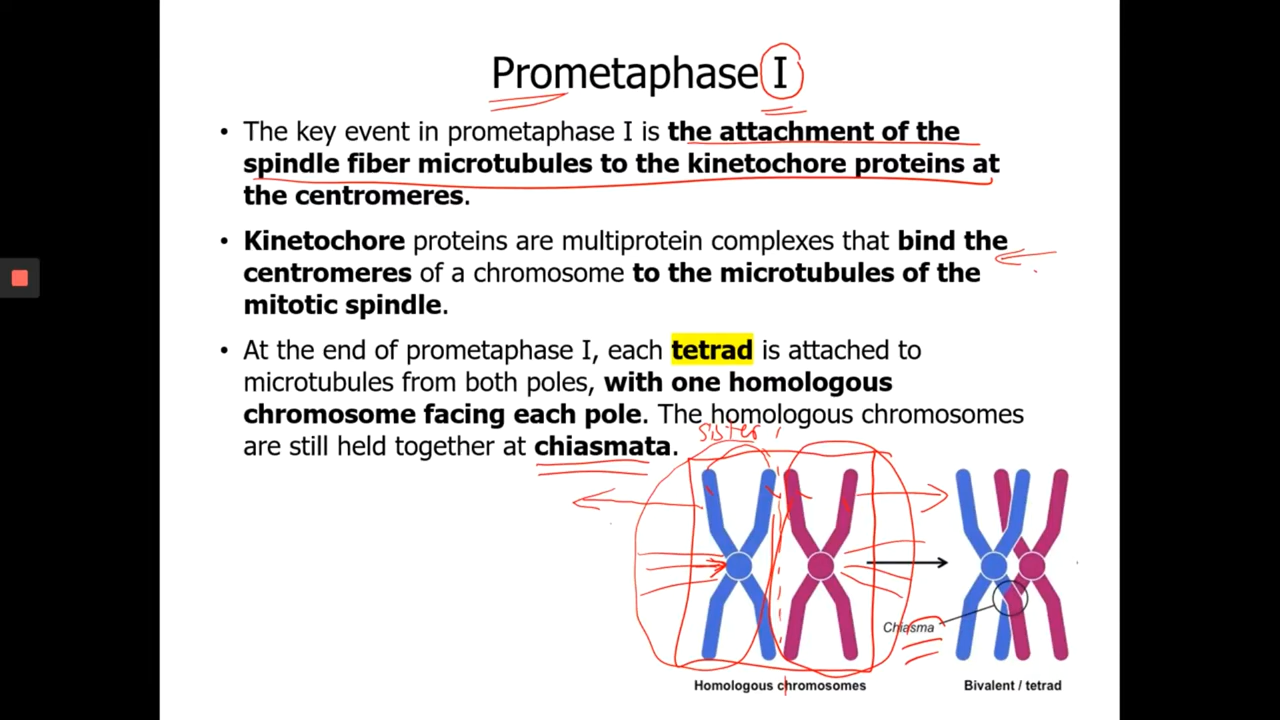 Prometaphase I
• The key event in prometaphase I is the attachment of the
spindle fiber microtubules to the kinetochore proteins at
the centromeres.
• Kinetochore proteins are multiprotein complexes that bind the
centromeres of a chromosome to the microtubules of the
mitotic spindle.
• At the end of prometaphase I, each tetrad is attached to
microtubules from both poles, with one homologous
chromosome facing each pole. The homologous chromosomes
are still held together at chiasmata.
sister
Chiasma
Homologous chromosomes
Bivalent / tetrad